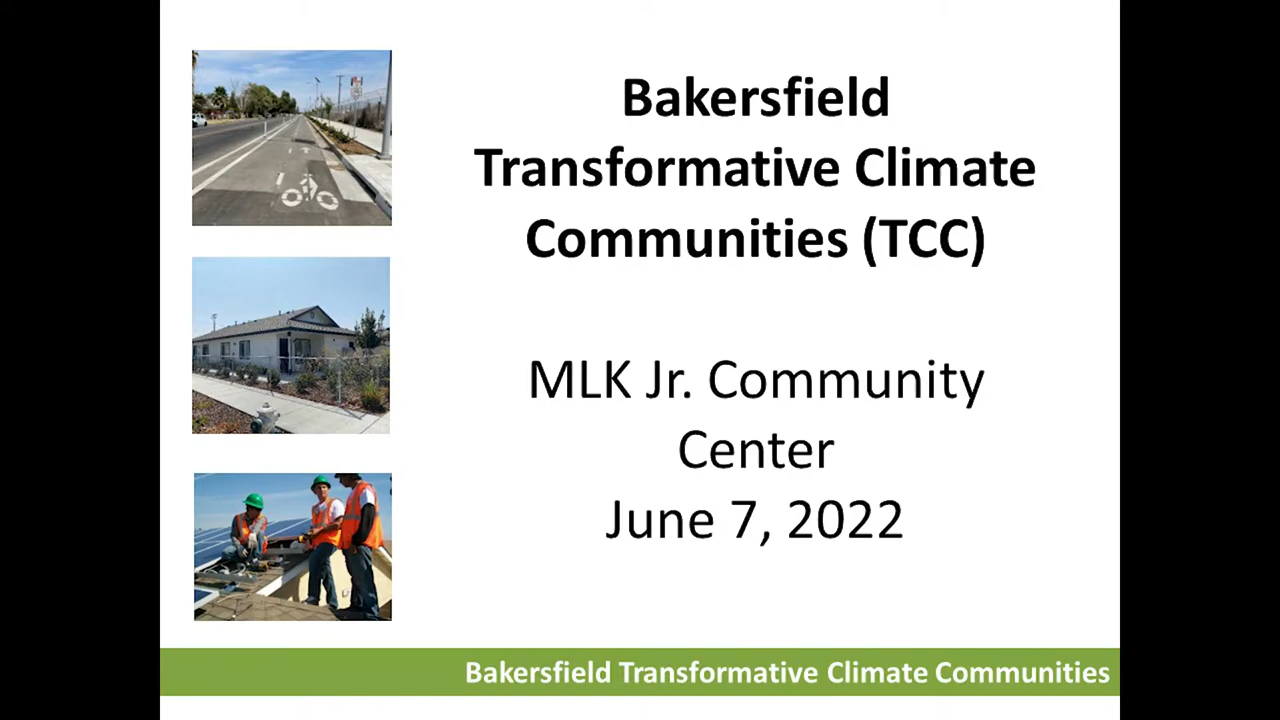 Bakersfield
Transformative Climate
Communities (TCC)
MLK Jr. Community
Center
June 7, 2022
Bakersfield Transformative Climate Communities